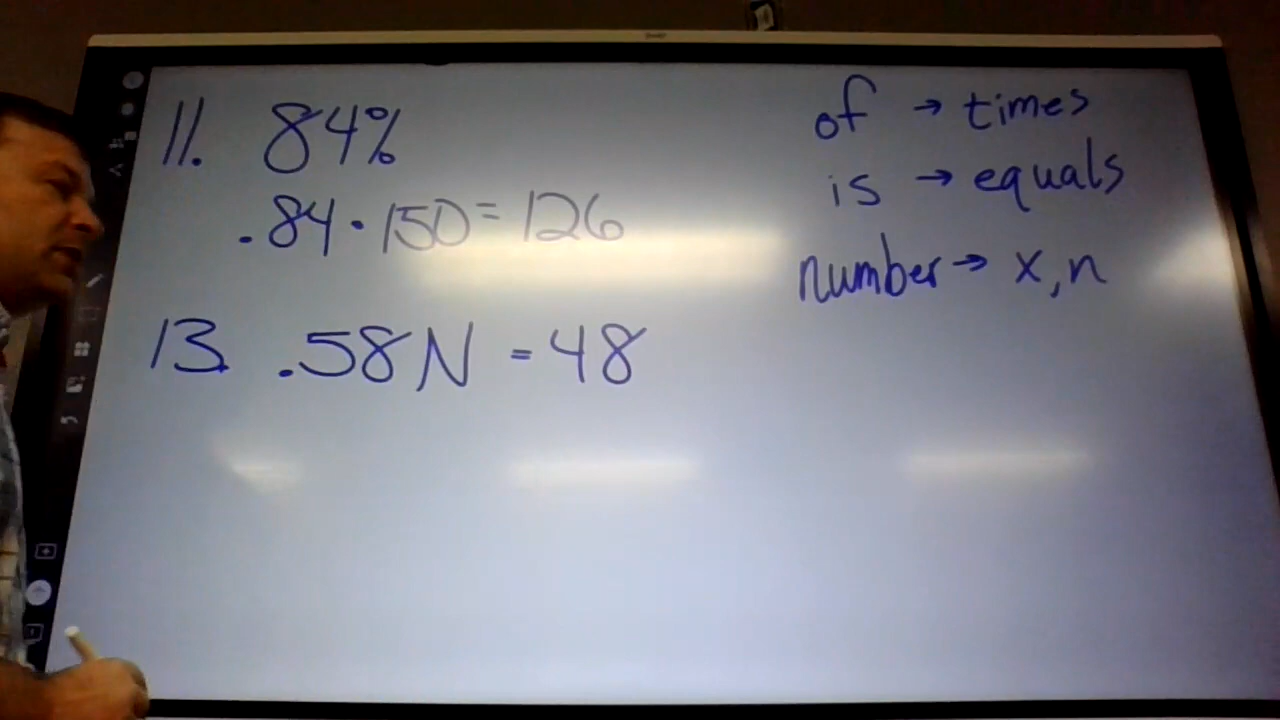 11. 84%
.84 · 150 = 126
13. .58N = 48
of → times
is → equals
number → x, n